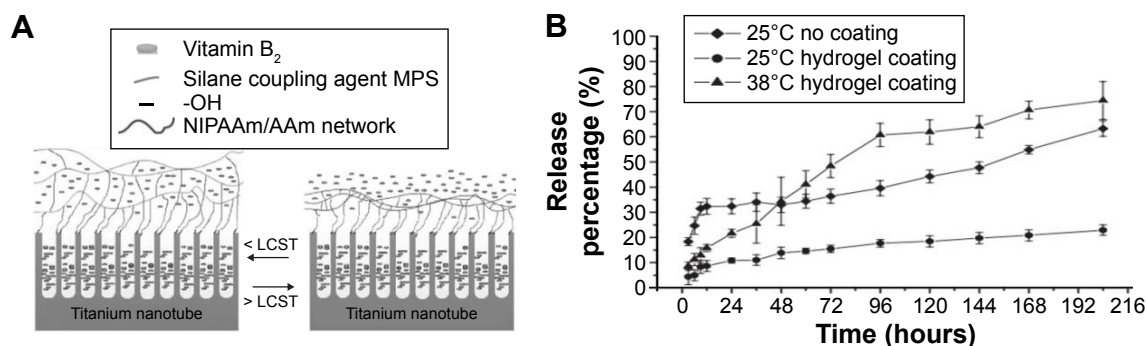 A
Vitamin B2
Silane coupling agent MPS
-OH
NIPAAm/AAm network
< LCST
> LCST
Titanium nanotube
Titanium nanotube
B
25°C no coating
25°C hydrogel coating
38°C hydrogel coating
Release
percentage (%)
100
90
80
70
60
50
40
30
20
10
0
0 24 48 72 96 120 144 168 192 216
Time (hours)